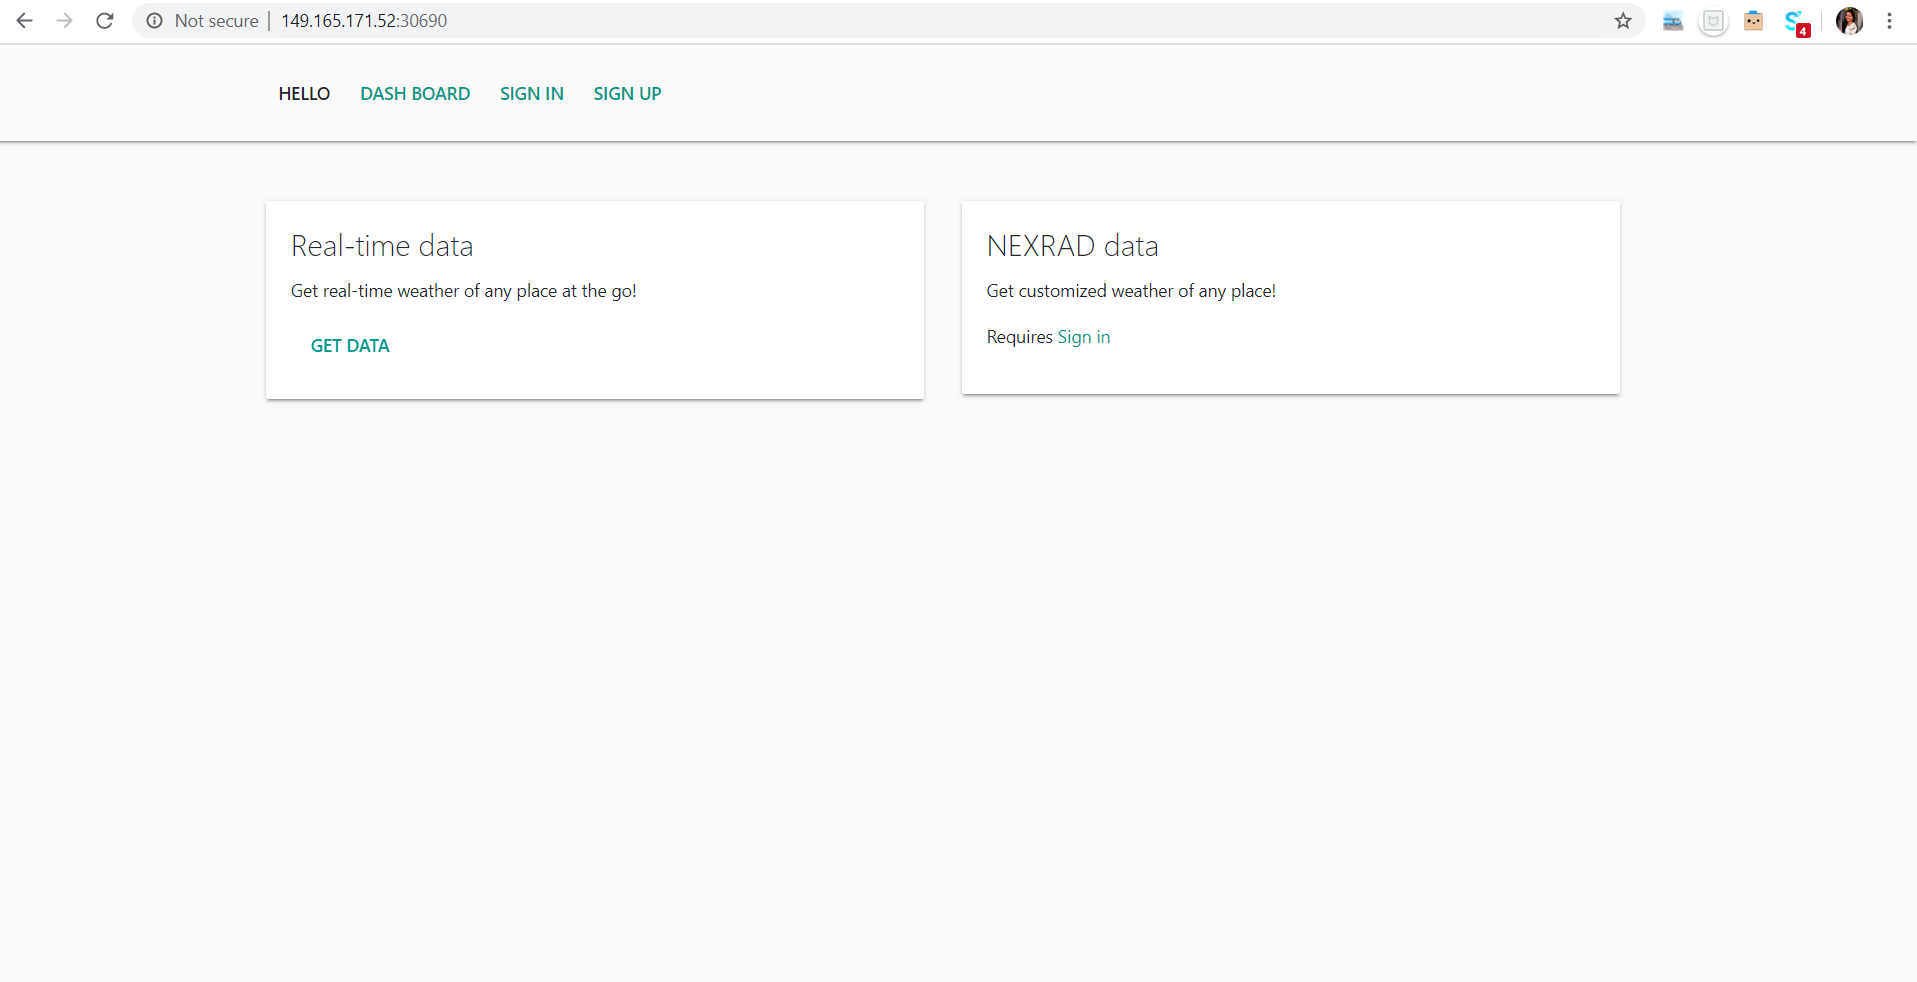 Not secure | 149.165.171.52:30690
4
HELLO DASH BOARD SIGN IN SIGN UP
Real-time data
Get real-time weather of any place at the go!
GET DATA
NEXRAD data
Get customized weather of any place!
Requires Sign in